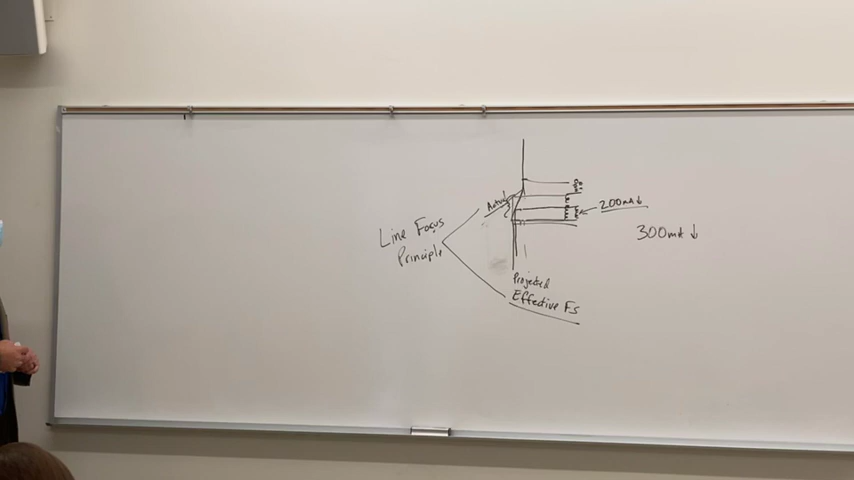 Actual
200mA↓
Line Focus
Principle
300mA↓
Projected
Effective Fs